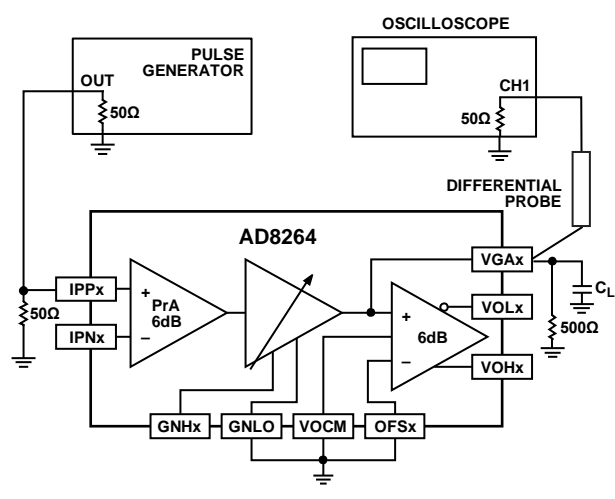 OSCILLOSCOPE
PULSE
GENERATOR
OUT
50Ω
CH1
50Ω
DIFFERENTIAL
PROBE
AD8264
VGAx
IPPx
+
PrA
6dB
–
50Ω
IPNx
+
6dB
–
VOLx
VOHx
CL
500Ω
GNHx
GNLO
VOCM
OFSx